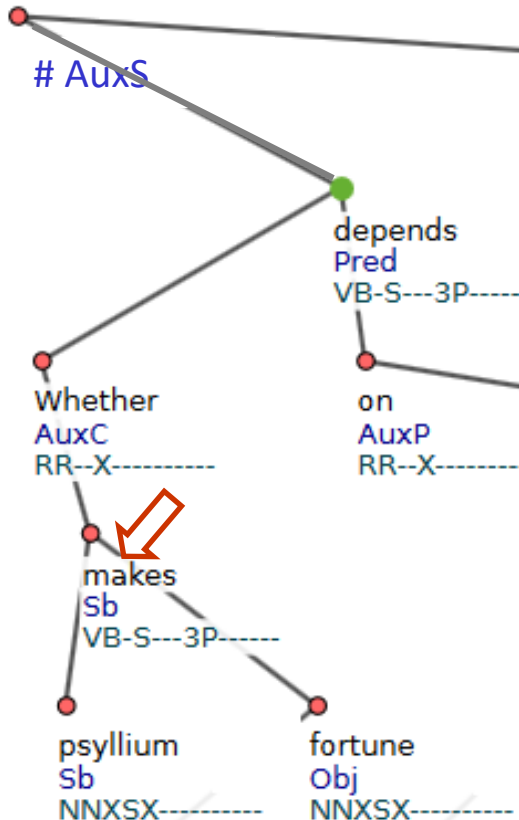 # AuxS
depends
Pred
VB-S---3P-----
Whether
AuxC
RR--X----------
on
AuxP
RR--X--------
makes
Sb
VB-S---3P------
psyllium
Sb
NNXSX----------
fortune
Obj
NNXSX----------